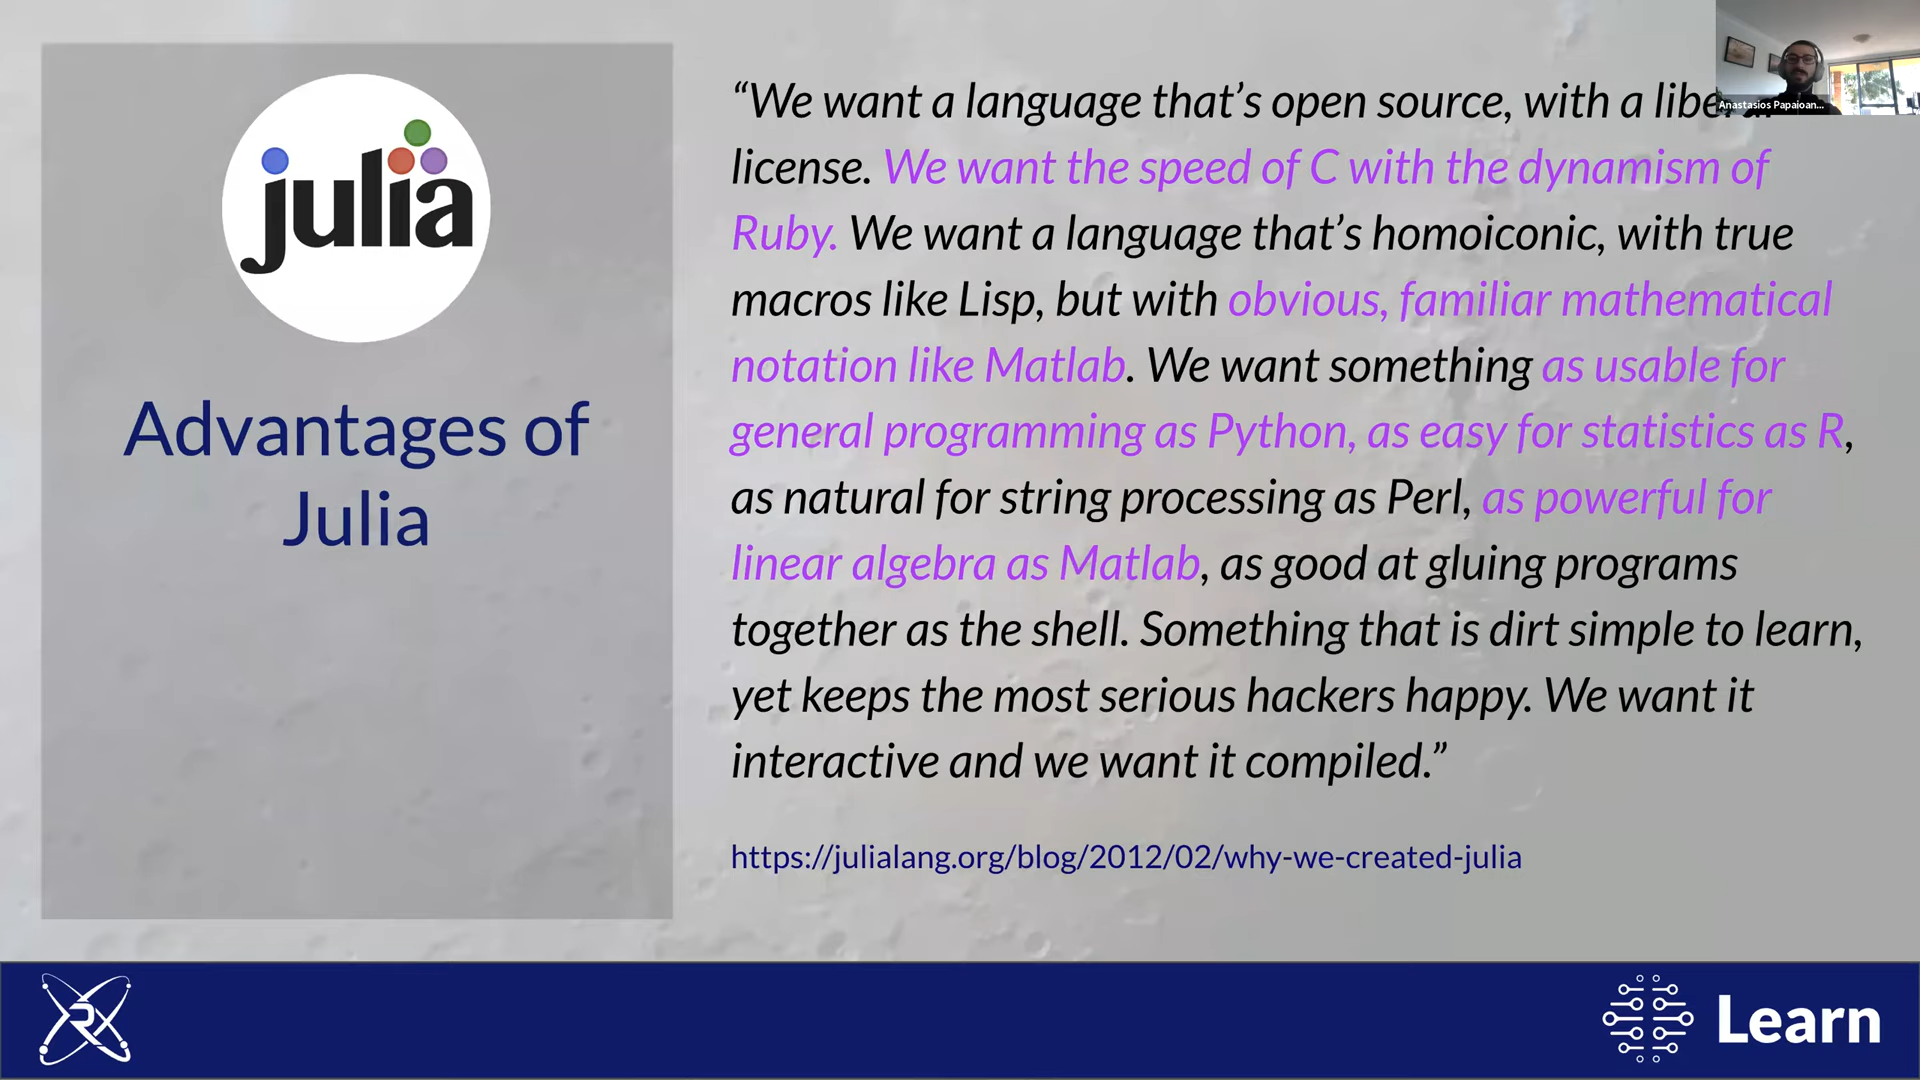 julia
Advantages of
Julia
“We want a language that’s open source, with a liberal
license. We want the speed of C with the dynamism of
Ruby. We want a language that’s homoiconic, with true
macros like Lisp, but with obvious, familiar mathematical
notation like Matlab. We want something as usable for
general programming as Python, as easy for statistics as R,
as natural for string processing as Perl, as powerful for
linear algebra as Matlab, as good at gluing programs
together as the shell. Something that is dirt simple to learn,
yet keeps the most serious hackers happy. We want it
interactive and we want it compiled.”
https://julialang.org/blog/2012/02/why-we-created-julia
Anastasios Papaioan...
R
Learn